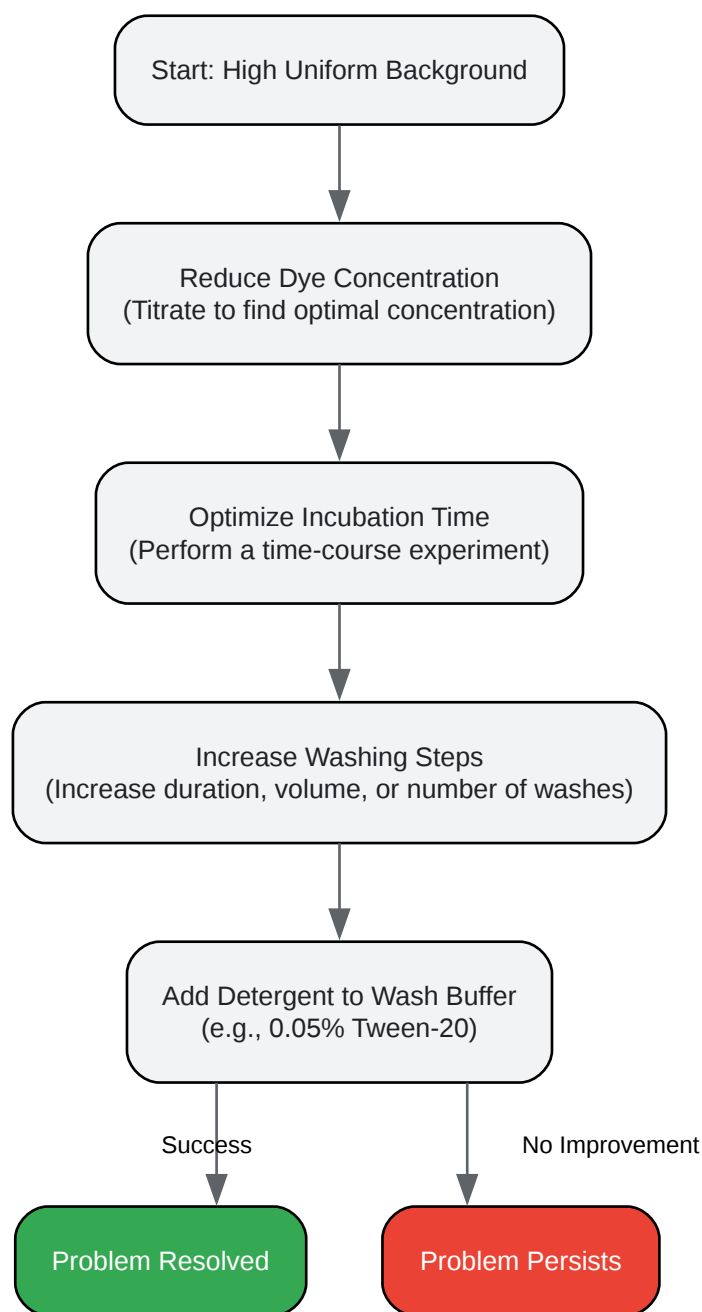 Start: High Uniform Background
Reduce Dye Concentration
(Titrate to find optimal concentration)
Optimize Incubation Time
(Perform a time-course experiment)
Increase Washing Steps
(Increase duration, volume, or number of washes)
Add Detergent to Wash Buffer
(e.g., 0.05% Tween-20)
Success
No Improvement
Problem Resolved
Problem Persists